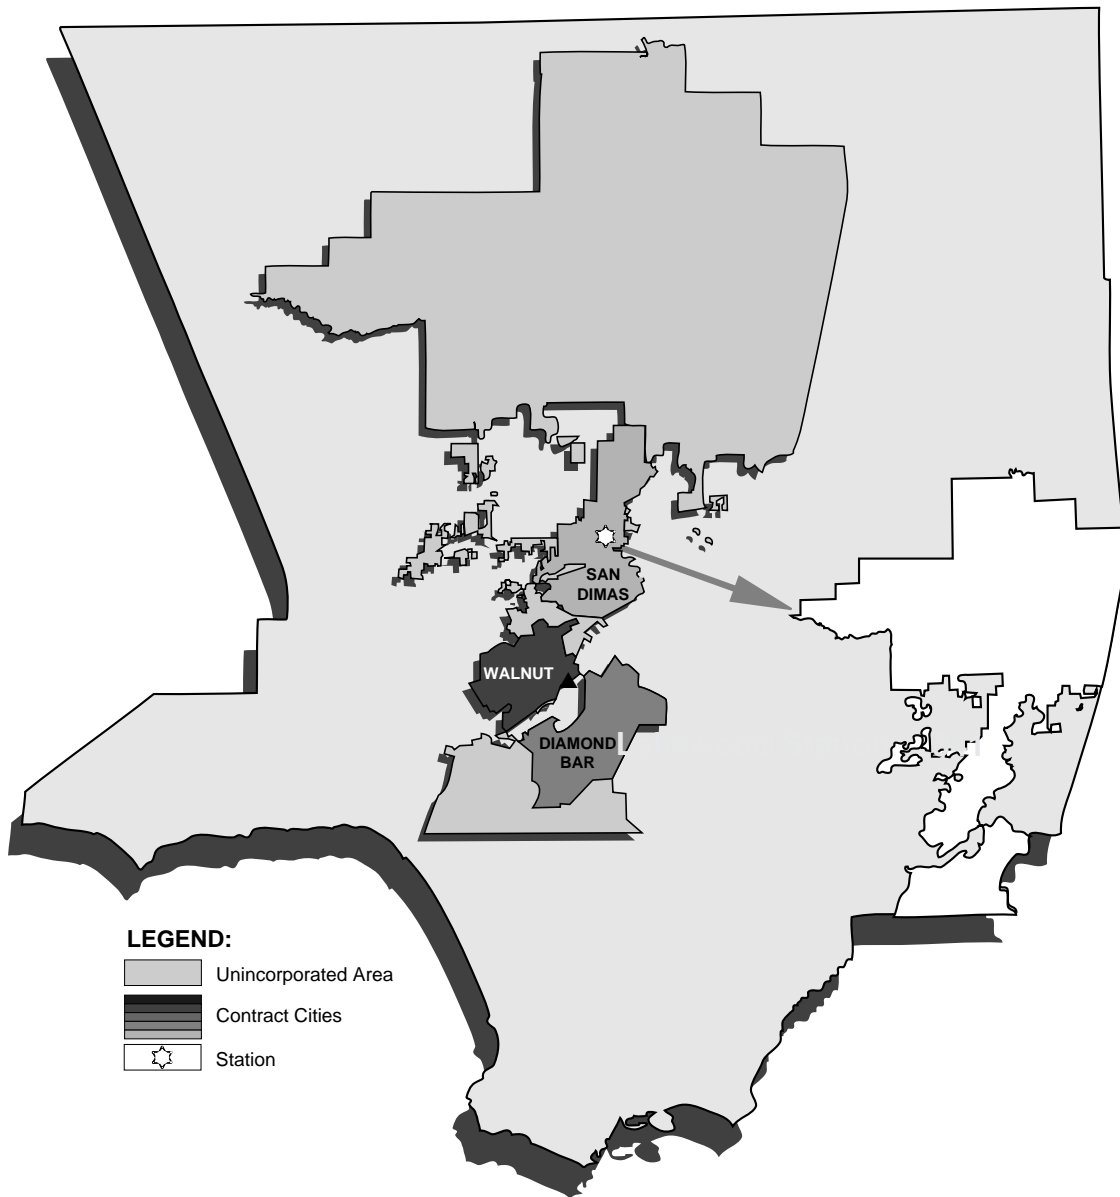 SAN
DIMAS
WALNUT
DIAMOND
BAR
LEGEND:
Unincorporated Area
Contract Cities
Station